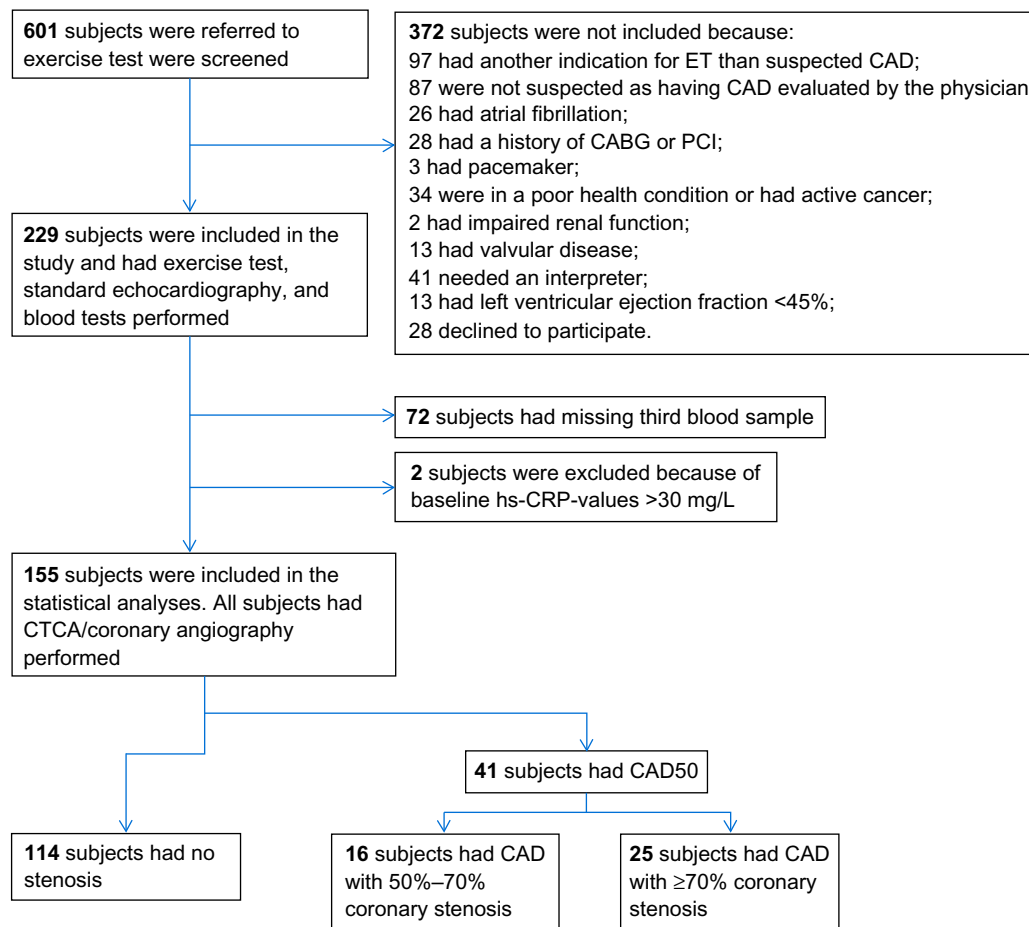 601 subjects were referred to
exercise test were screened
372 subjects were not included because:
97 had another indication for ET than suspected CAD;
87 were not suspected as having CAD evaluated by the physician
26 had atrial fibrillation;
28 had a history of CABG or PCI;
3 had pacemaker;
34 were in a poor health condition or had active cancer;
2 had impaired renal function;
13 had valvular disease;
41 needed an interpreter;
13 had left ventricular ejection fraction <45%;
28 declined to participate.
229 subjects were included in the
study and had exercise test,
standard echocardiography, and
blood tests performed
72 subjects had missing third blood sample
2 subjects were excluded because of
baseline hs-CRP-values >30 mg/L
155 subjects were included in the
statistical analyses. All subjects had
CTCA/coronary angiography
performed
41 subjects had CAD50
114 subjects had no
stenosis
16 subjects had CAD
with 50%–70%
coronary stenosis
25 subjects had CAD
with ≥70% coronary
stenosis